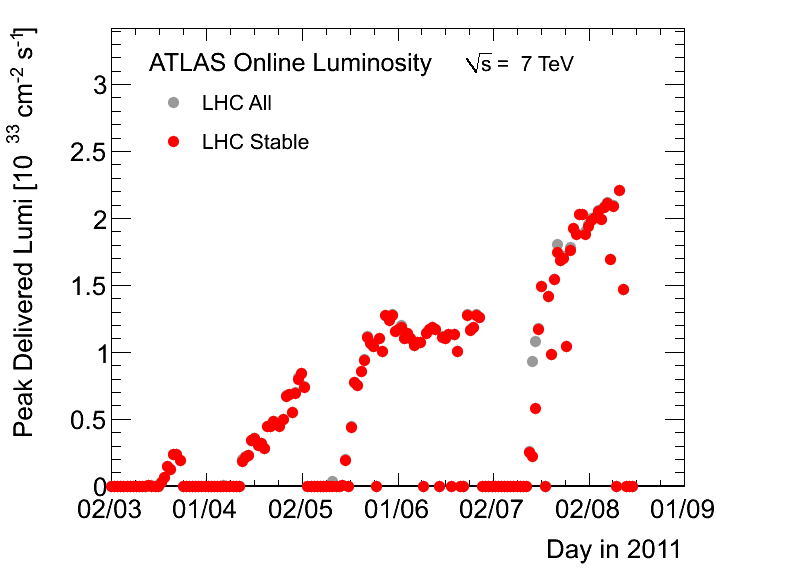 ATLAS Online Luminosity √s = 7 TeV
LHC All
LHC Stable
Peak Delivered Lumi [10³³ cm⁻² s⁻¹]
3
2.5
2
1.5
1
0.5
0
02/03 01/04 02/05 01/06 02/07 02/08 01/09
Day in 2011